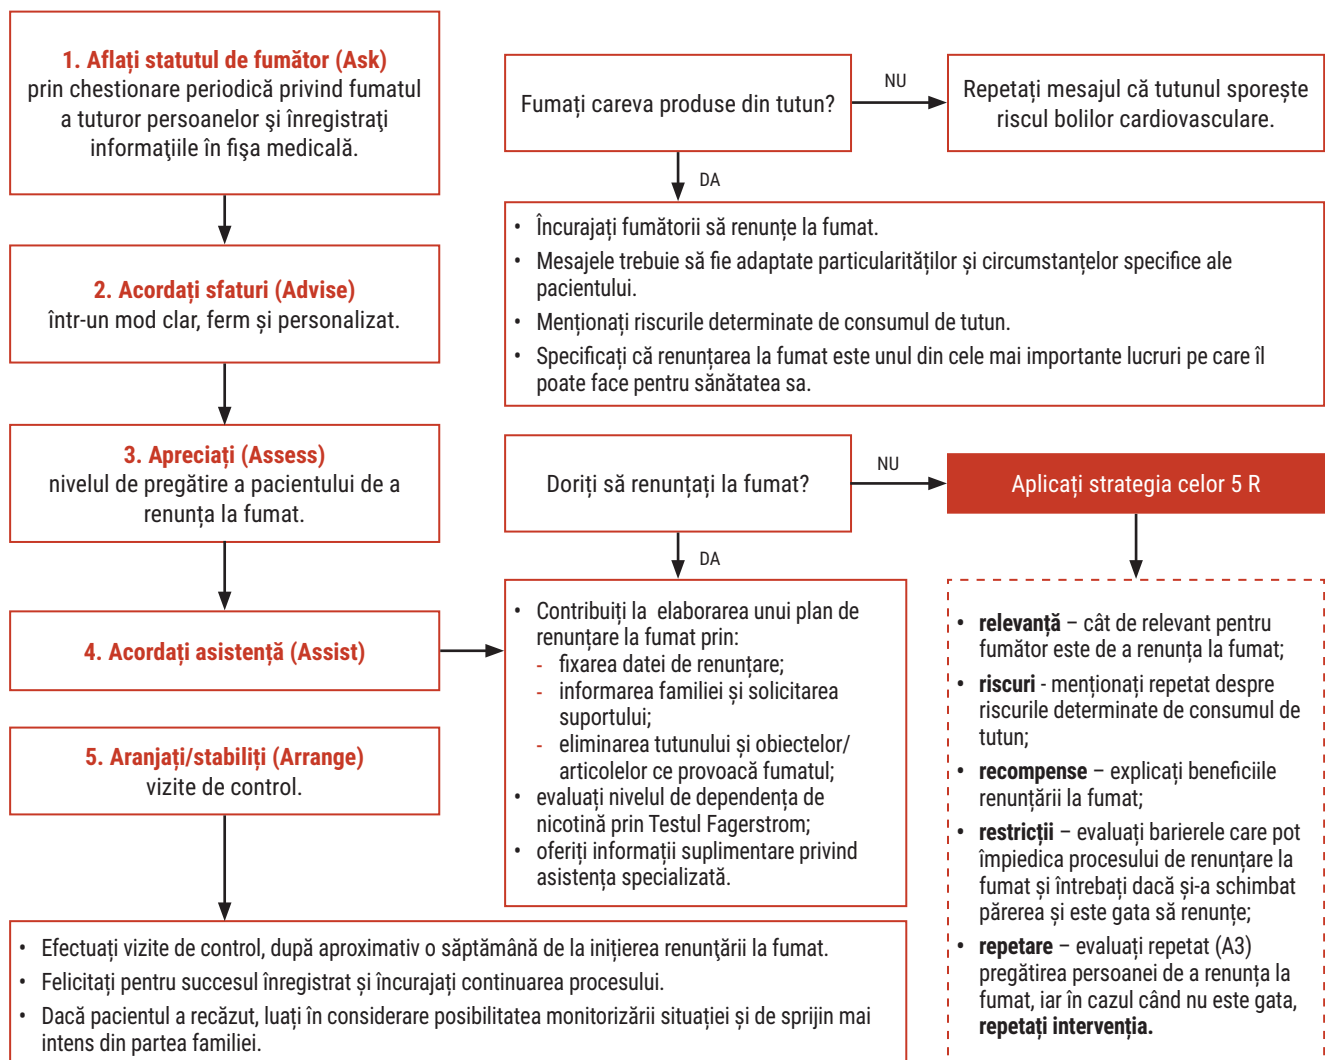 1. Aflați statutul de fumător (Ask)
prin chestionare periodică privind fumatul
a tuturor persoanelor şi înregistraţi
informaţiile în fişa medicală.
2. Acordați sfaturi (Advise)
într-un mod clar, ferm și personalizat.
3. Apreciați (Assess)
nivelul de pregătire a pacientului de a
renunța la fumat.
4. Acordați asistență (Assist)
5. Aranjați/stabiliți (Arrange)
vizite de control.
Fumați careva produse din tutun?
NU
Repetați mesajul că tutunul sporește
riscul bolilor cardiovasculare.
DA
• Încurajați fumătorii să renunțe la fumat.
• Mesajele trebuie să fie adaptate particularităților și circumstanțelor specifice ale
pacientului.
• Menționați riscurile determinate de consumul de tutun.
• Specificați că renunțarea la fumat este unul din cele mai importante lucruri pe care îl
poate face pentru sănătatea sa.
Doriți să renunțați la fumat?
NU
Aplicați strategia celor 5 R
DA
• Contribuiți la elaborarea unui plan de
renunțare la fumat prin:
- fixarea datei de renunțare;
- informarea familiei și solicitarea
suportului;
- eliminarea tutunului și obiectelor/
articolelor ce provoacă fumatul;
• evaluați nivelul de dependența de
nicotină prin Testul Fagerstrom;
• oferiți informații suplimentare privind
asistența specializată.
• relevanță – cât de relevant pentru
fumător este de a renunța la fumat;
• riscuri - menționați repetat despre
riscurile determinate de consumul de
tutun;
• recompense – explicați beneficiile
renunțării la fumat;
• restricții – evaluați barierele care pot
împiedica procesului de renunțare la
fumat și întrebați dacă și-a schimbat
părerea și este gata să renunțe;
• repetare – evaluați repetat (A3)
pregătirea persoanei de a renunța la
fumat, iar în cazul când nu este gata,
repetați intervenția.
• Efectuați vizite de control, după aproximativ o săptămână de la inițierea renunţării la fumat.
• Felicitați pentru succesul înregistrat și încurajați continuarea procesului.
• Dacă pacientul a recăzut, luați în considerare posibilitatea monitorizării situației și de sprijin mai
intens din partea familiei.